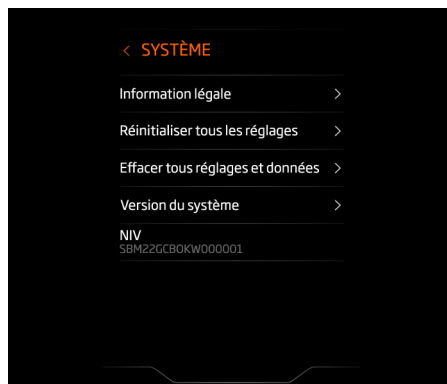 SYSTÈME
Information légale
Réinitialiser tous les réglages
Effacer tous réglages et données
Version du système
NIV
SBM22GCB0KW000001